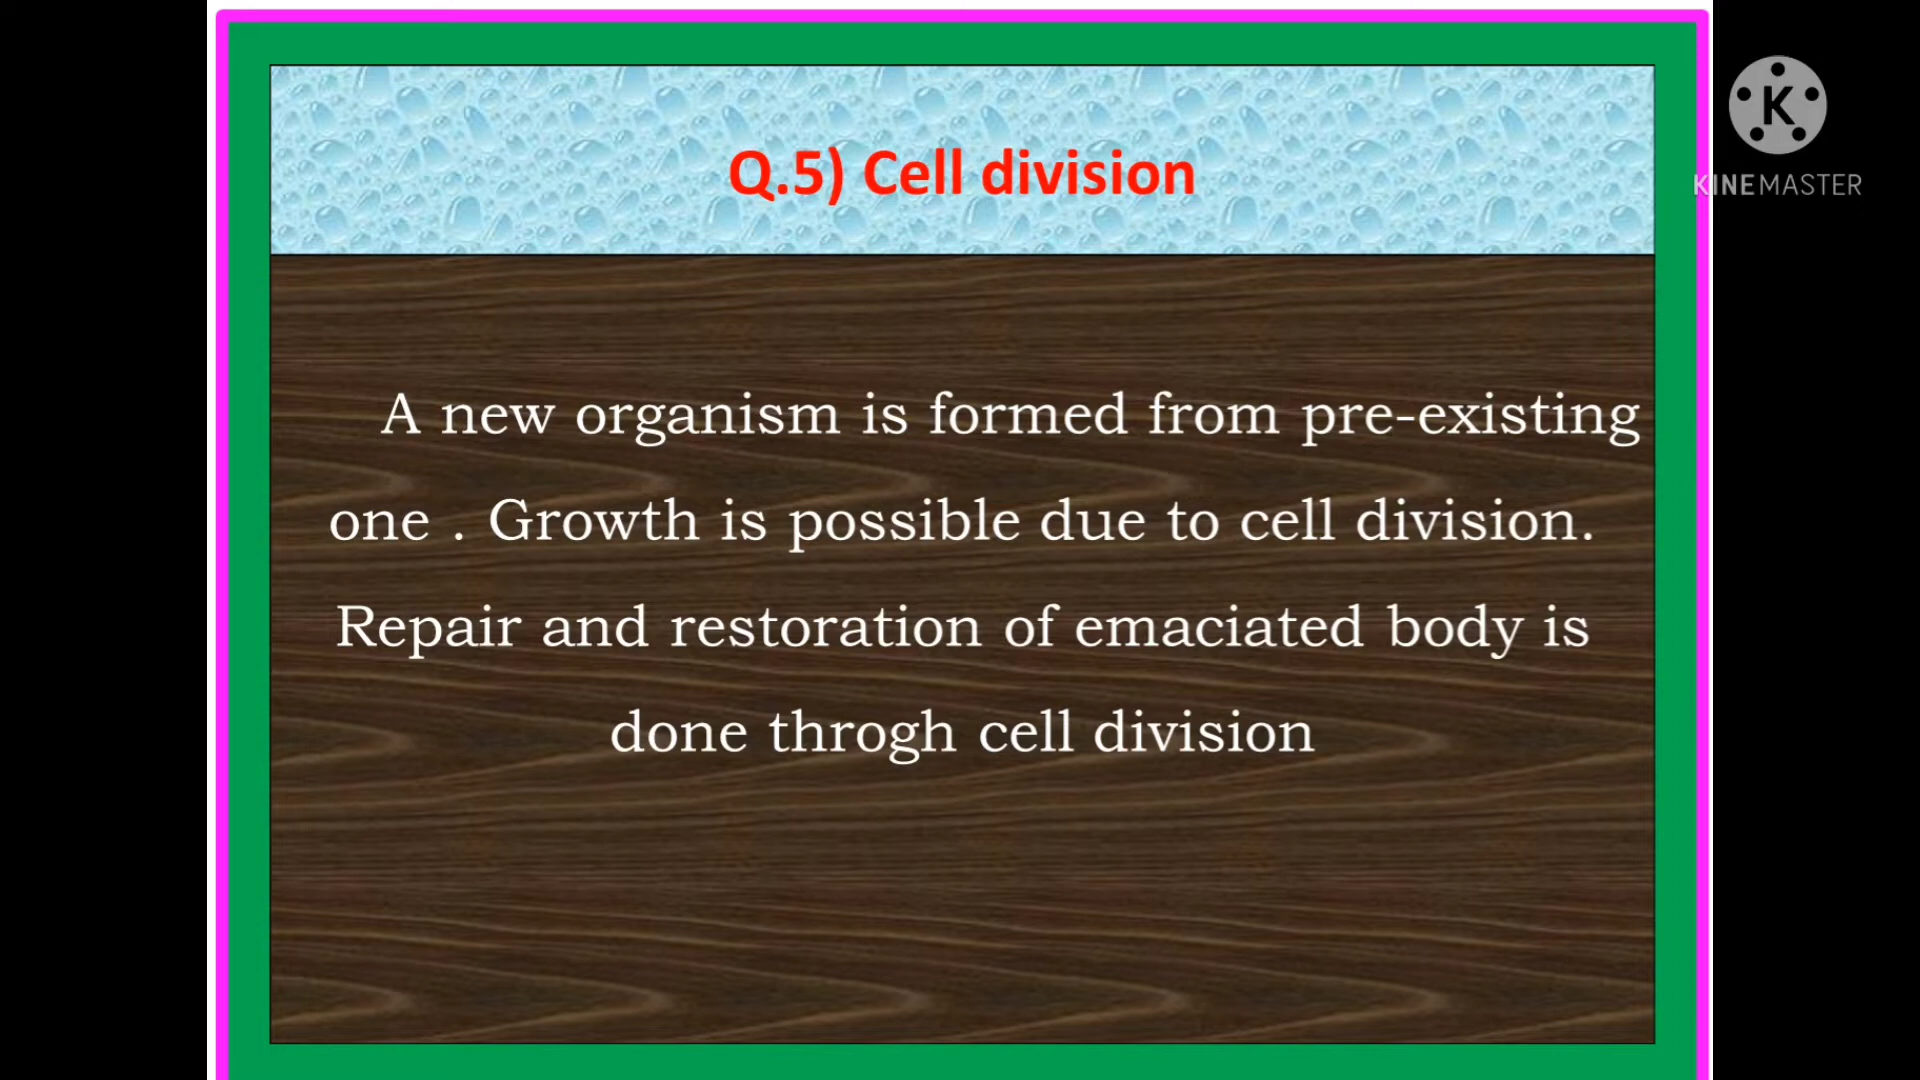 Q.5) Cell division
K
KINEMASTER
A new organism is formed from pre-existing
one . Growth is possible due to cell division.
Repair and restoration of emaciated body is
done throgh cell division